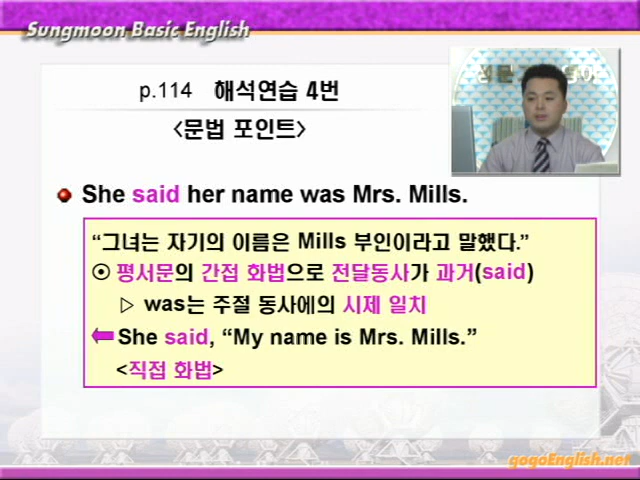 Sungmoon Basic English
p.114 해석연습 4번
<문법 포인트>
She said her name was Mrs. Mills.
“그녀는 자기의 이름은 Mills 부인이라고 말했다.”
⊙ 평서문의 간접 화법으로 전달동사가 과거(said)
▷ was는 주절 동사에의 시제 일치
She said, “My name is Mrs. Mills.”
<직접 화법>
gogoEnglish.net